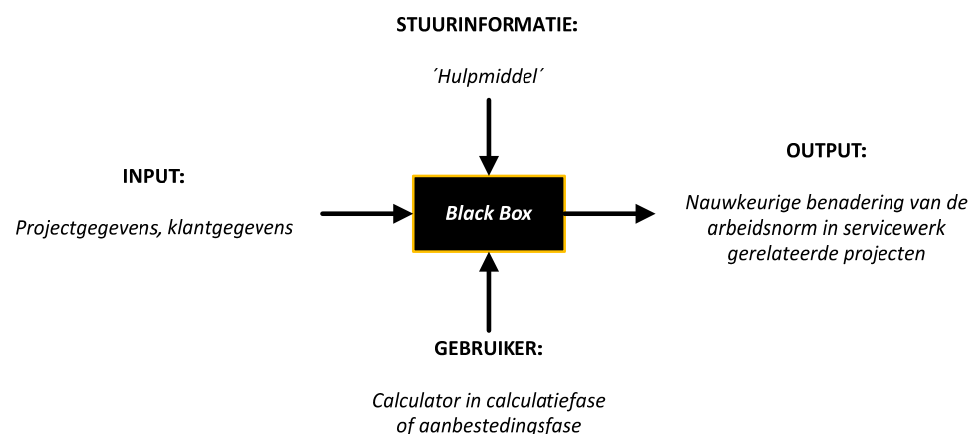 STUURINFORMATIE:
´Hulpmiddel´
INPUT:
Projectgegevens, klantgegevens
Black Box
OUTPUT:
Nauwkeurige benadering van de
arbeidsnorm in servicewerk
gerelateerde projecten
GEBRUIKER:
Calculator in calculatiefase
of aanbestedingsfase